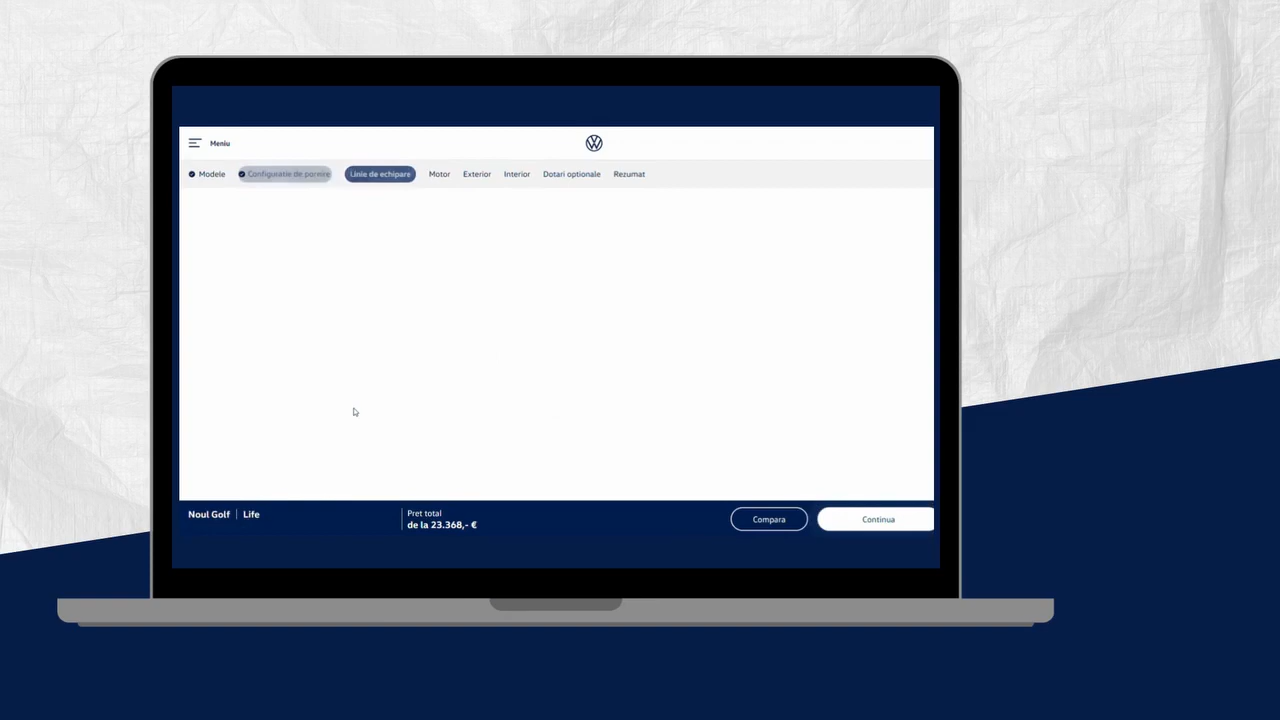 Meniu
Modele Configuratie de pornire Linie de echipare Motor Exterior Interior Dotari optionale Rezumat
Noul Golf Life
Pret total
de la 23.368,- €
Compara
Continua